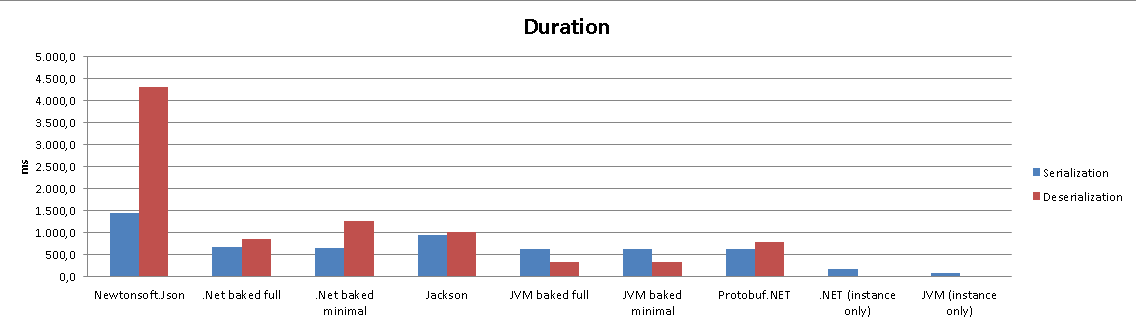 Duration
5.000,0
4.500,0
4.000,0
3.500,0
3.000,0
2.500,0
2.000,0
1.500,0
1.000,0
500,0
0,0
ms
Newtonsoft.Json
.Net baked full
.Net baked
minimal
Jackson
JVM baked full
JVM baked
minimal
Protobuf.NET
.NET (instance
only)
JVM (instance
only)
Serialization
Deserialization